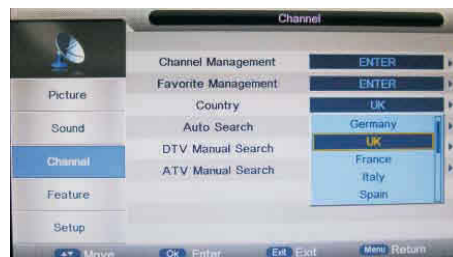 Channel
Channel Management ENTER
Favorite Management ENTER
Picture
Country UK
Sound
Auto Search Germany
UK
DTV Manual Search
Channel
France
ATV Manual Search
Italy
Feature
Spain
Setup
Move OK Enter Exit Exit Menu Return